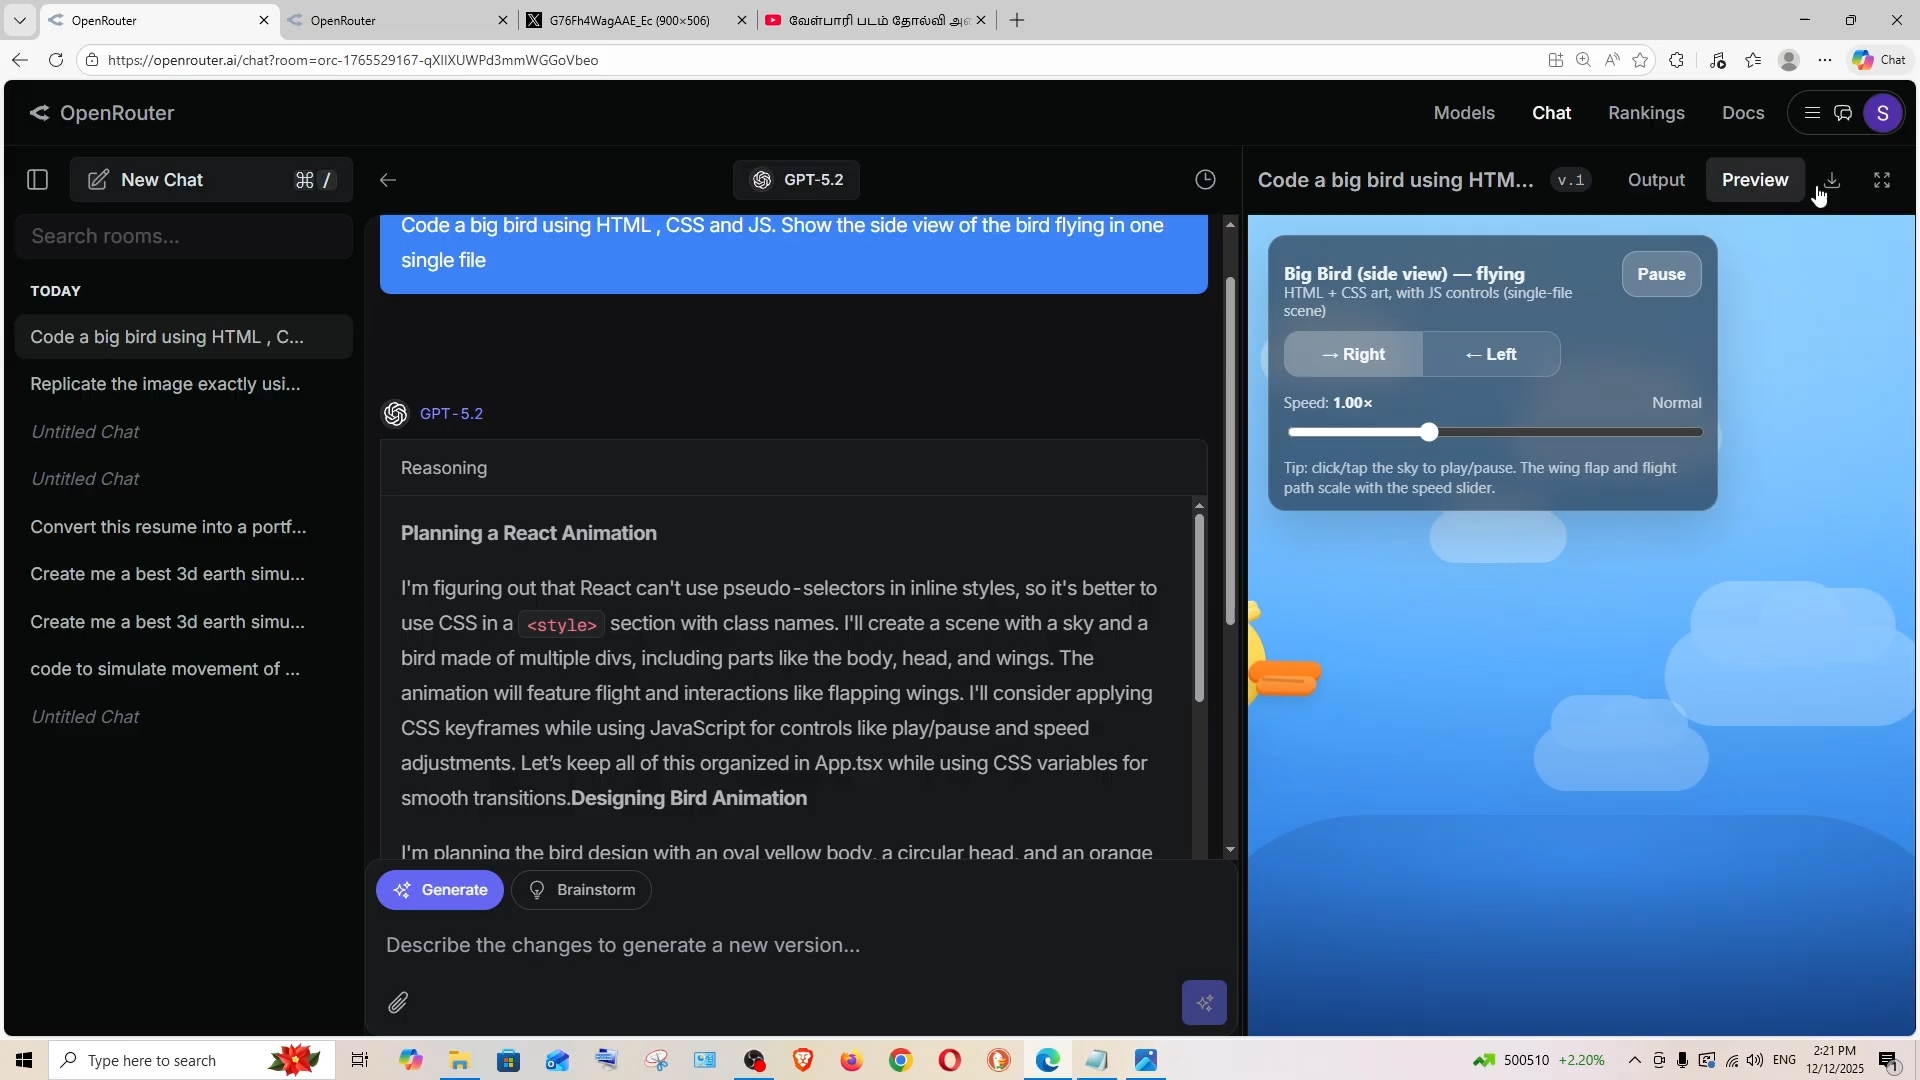 OpenRouter
OpenRouter
G76Fh4WagAAE_Ec (900×506)
வேள்பாரி படம் தோல்வி
https://openrouter.ai/chat?room=orc-1765529167-qXIIXUWPd3mmWGGoVbeo
Chat
OpenRouter
Models
Chat
Rankings
Docs
S
New Chat
⌘ /
GPT-5.2
Code a big bird using HTM...
v.1
Output
Preview
Search rooms...
TODAY
Code a big bird using HTML , C...
Replicate the image exactly usi...
Untitled Chat
Untitled Chat
Convert this resume into a portf...
Create me a best 3d earth simu...
Create me a best 3d earth simu...
code to simulate movement of ...
Untitled Chat
Code a big bird using HTML , CSS and JS. Show the side view of the bird flying in one
single file
GPT-5.2
Reasoning
Planning a React Animation
I'm figuring out that React can't use pseudo-selectors in inline styles, so it's better to
use CSS in a <style> section with class names. I'll create a scene with a sky and a
bird made of multiple divs, including parts like the body, head, and wings. The
animation will feature flight and interactions like flapping wings. I'll consider applying
CSS keyframes while using JavaScript for controls like play/pause and speed
adjustments. Let's keep all of this organized in App.tsx while using CSS variables for
smooth transitions.Designing Bird Animation
I'm planning the bird design with an oval yellow body, a circular head, and an orange
Generate
Brainstorm
Describe the changes to generate a new version...
Big Bird (side view) — flying
HTML + CSS art, with JS controls (single-file
scene)
Pause
→ Right
← Left
Speed: 1.00×
Normal
Tip: click/tap the sky to play/pause. The wing flap and flight
path scale with the speed slider.
Type here to search
500510 +2.20%
ENG
2:21 PM
12/12/2025
1